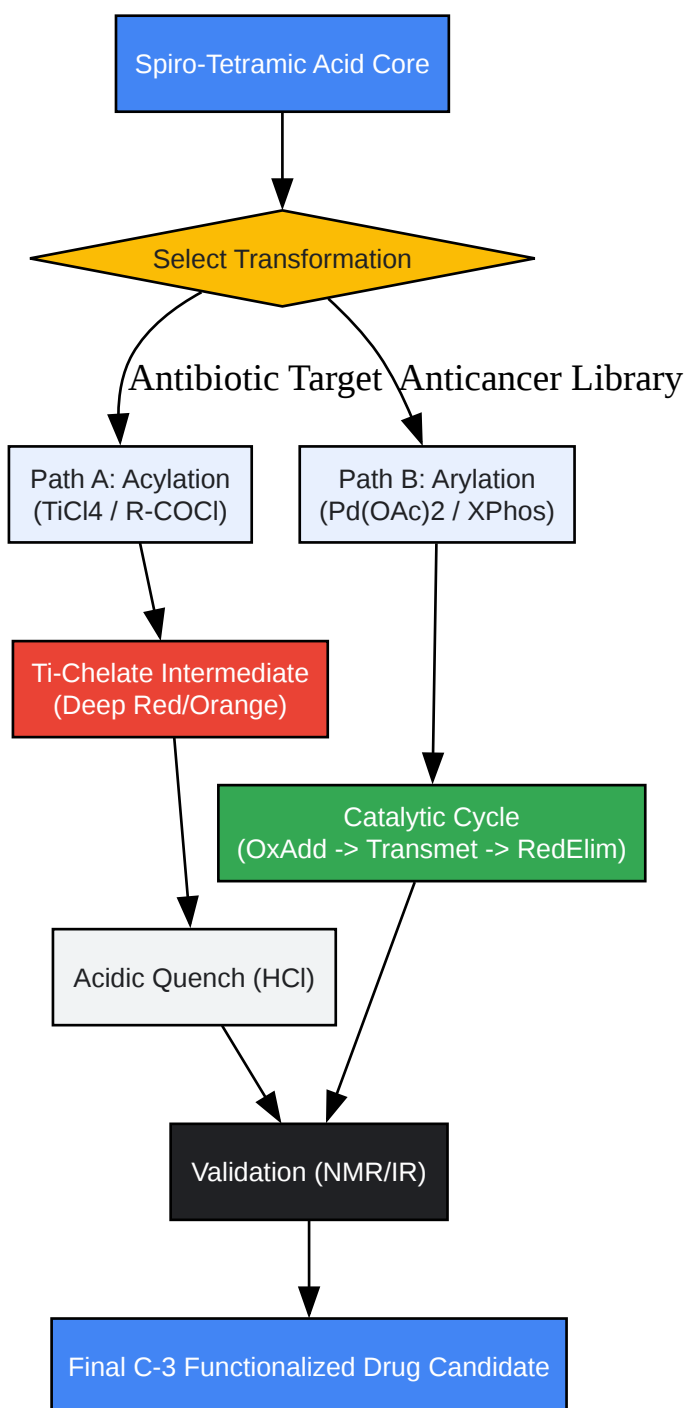 Spiro-Tetramic Acid Core
Select Transformation
Antibiotic Target
Anticancer Library
Path A: Acylation
(TiCl4 / R-COCl)
Path B: Arylation
(Pd(OAc)2 / XPhos)
Ti-Chelate Intermediate
(Deep Red/Orange)
Catalytic Cycle
(OxAdd -> Transmet -> RedElim)
Acidic Quench (HCl)
Validation (NMR/IR)
Final C-3 Functionalized Drug Candidate